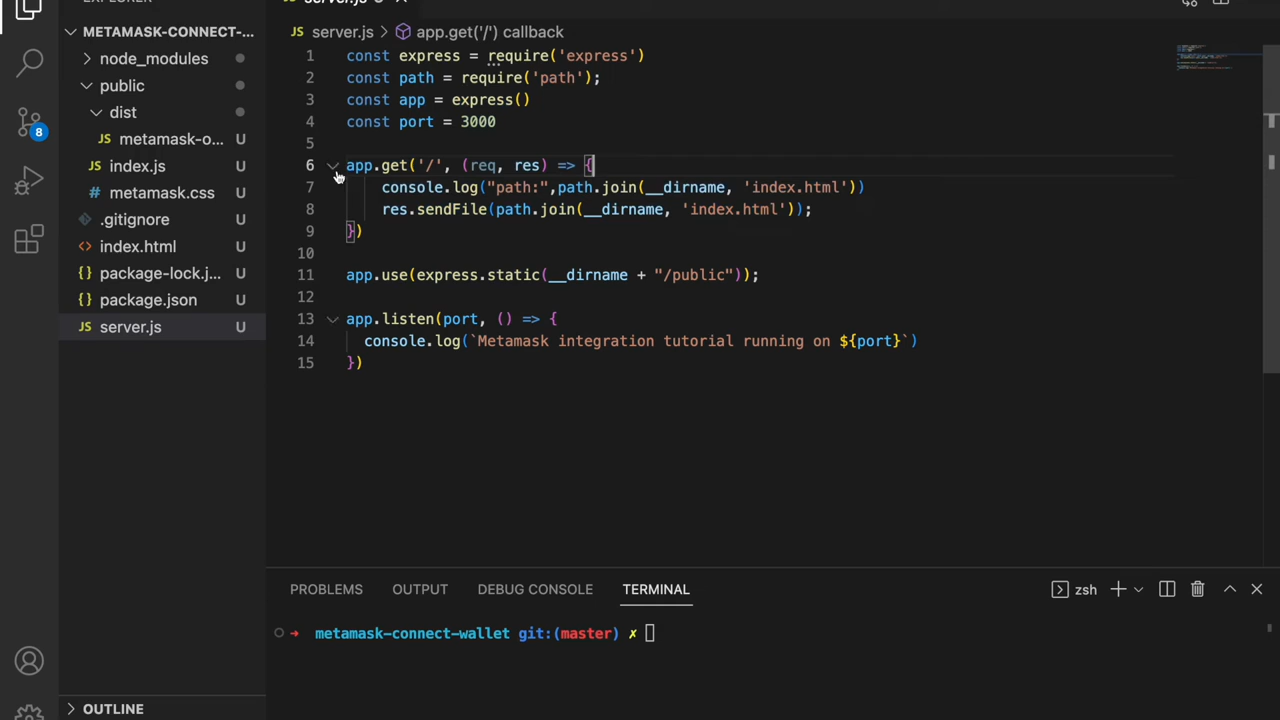 METAMASK-CONNECT-...
node_modules
public
dist
JS metamask-o... U
JS index.js U
# metamask.css U
.gitignore U
<> index.html U
{} package-lock.j... U
{} package.json U
JS server.js U
OUTLINE
8
JS server.js > app.get('/') callback
1 const express = require('express')
2 const path = require('path');
3 const app = express()
4 const port = 3000
5
6 app.get('/', (req, res) => {
7 console.log("path:",path.join(__dirname, 'index.html'))
8 res.sendFile(path.join(__dirname, 'index.html'));
9 })
10
11 app.use(express.static(__dirname + "/public"));
12
13 app.listen(port, () => {
14 console.log(`Metamask integration tutorial running on ${port}`)
15 })
PROBLEMS OUTPUT DEBUG CONSOLE TERMINAL zsh
metamask-connect-wallet git:(master) ✗